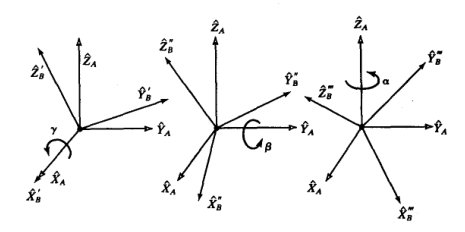 Ẑ_A
Ẑ'_B
Ŷ'_B
Ŷ_A
γ
X̂_A
X̂'_B
Ẑ_A
Ẑ''_B
Ŷ''_B
Ŷ_A
β
X̂_A
X̂''_B
Ẑ_A
Ŷ'''_B
α
Ẑ'''_B
Ŷ_A
X̂_A
X̂'''_B